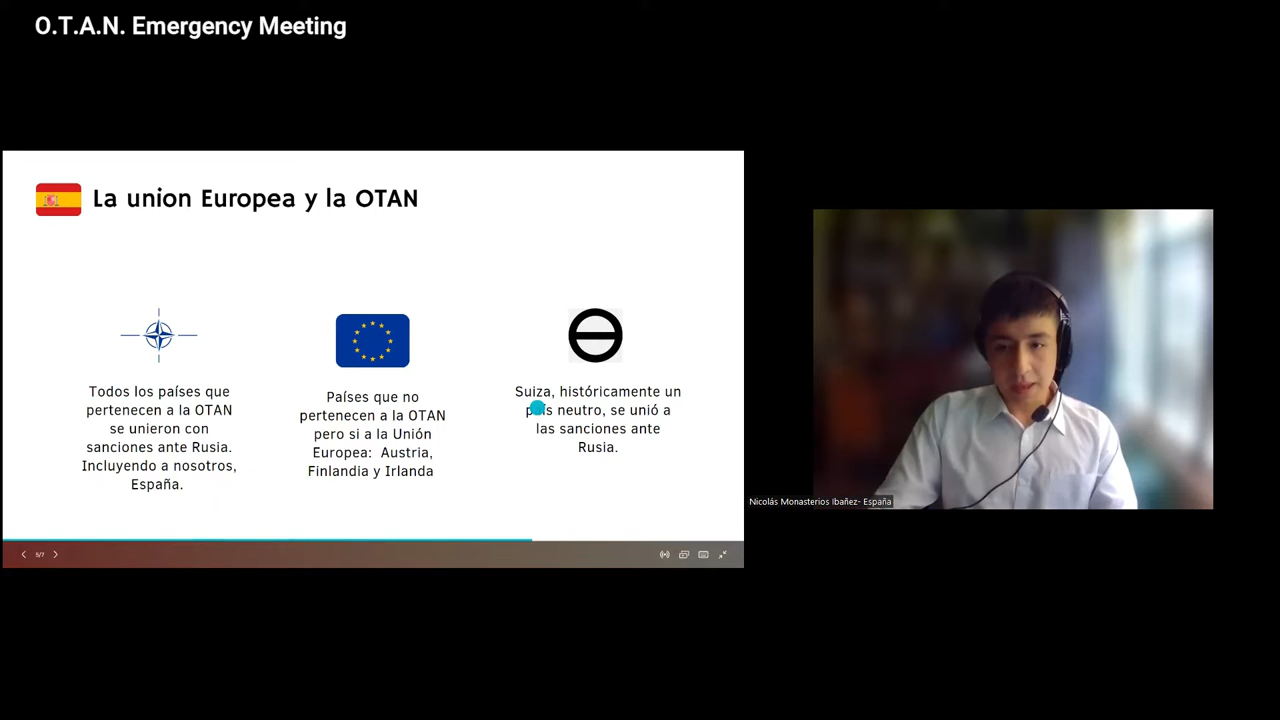 O.T.A.N. Emergency Meeting
La union Europea y la OTAN
Todos los países que
pertenecen a la OTAN
se unieron con
sanciones ante Rusia.
Incluyendo a nosotros,
España.
Países que no
pertenecen a la OTAN
pero si a la Unión
Europea: Austria,
Finlandia y Irlanda
Suiza, históricamente un
país neutro, se unió a
las sanciones ante
Rusia.
5/7
Nicolás Monasterios Ibañez- España